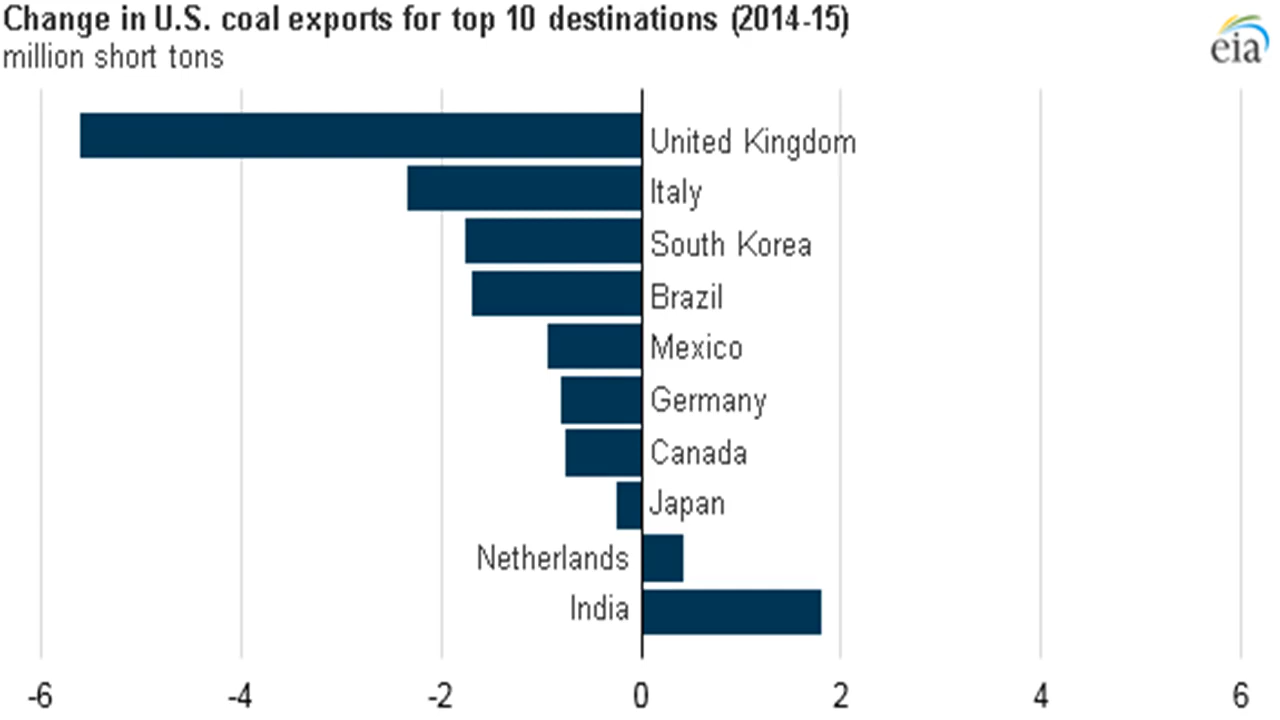 Change in U.S. coal exports for top 10 destinations (2014-15)
million short tons
eia
United Kingdom
Italy
South Korea
Brazil
Mexico
Germany
Canada
Japan
Netherlands
India
-6 -4 -2 0 2 4 6